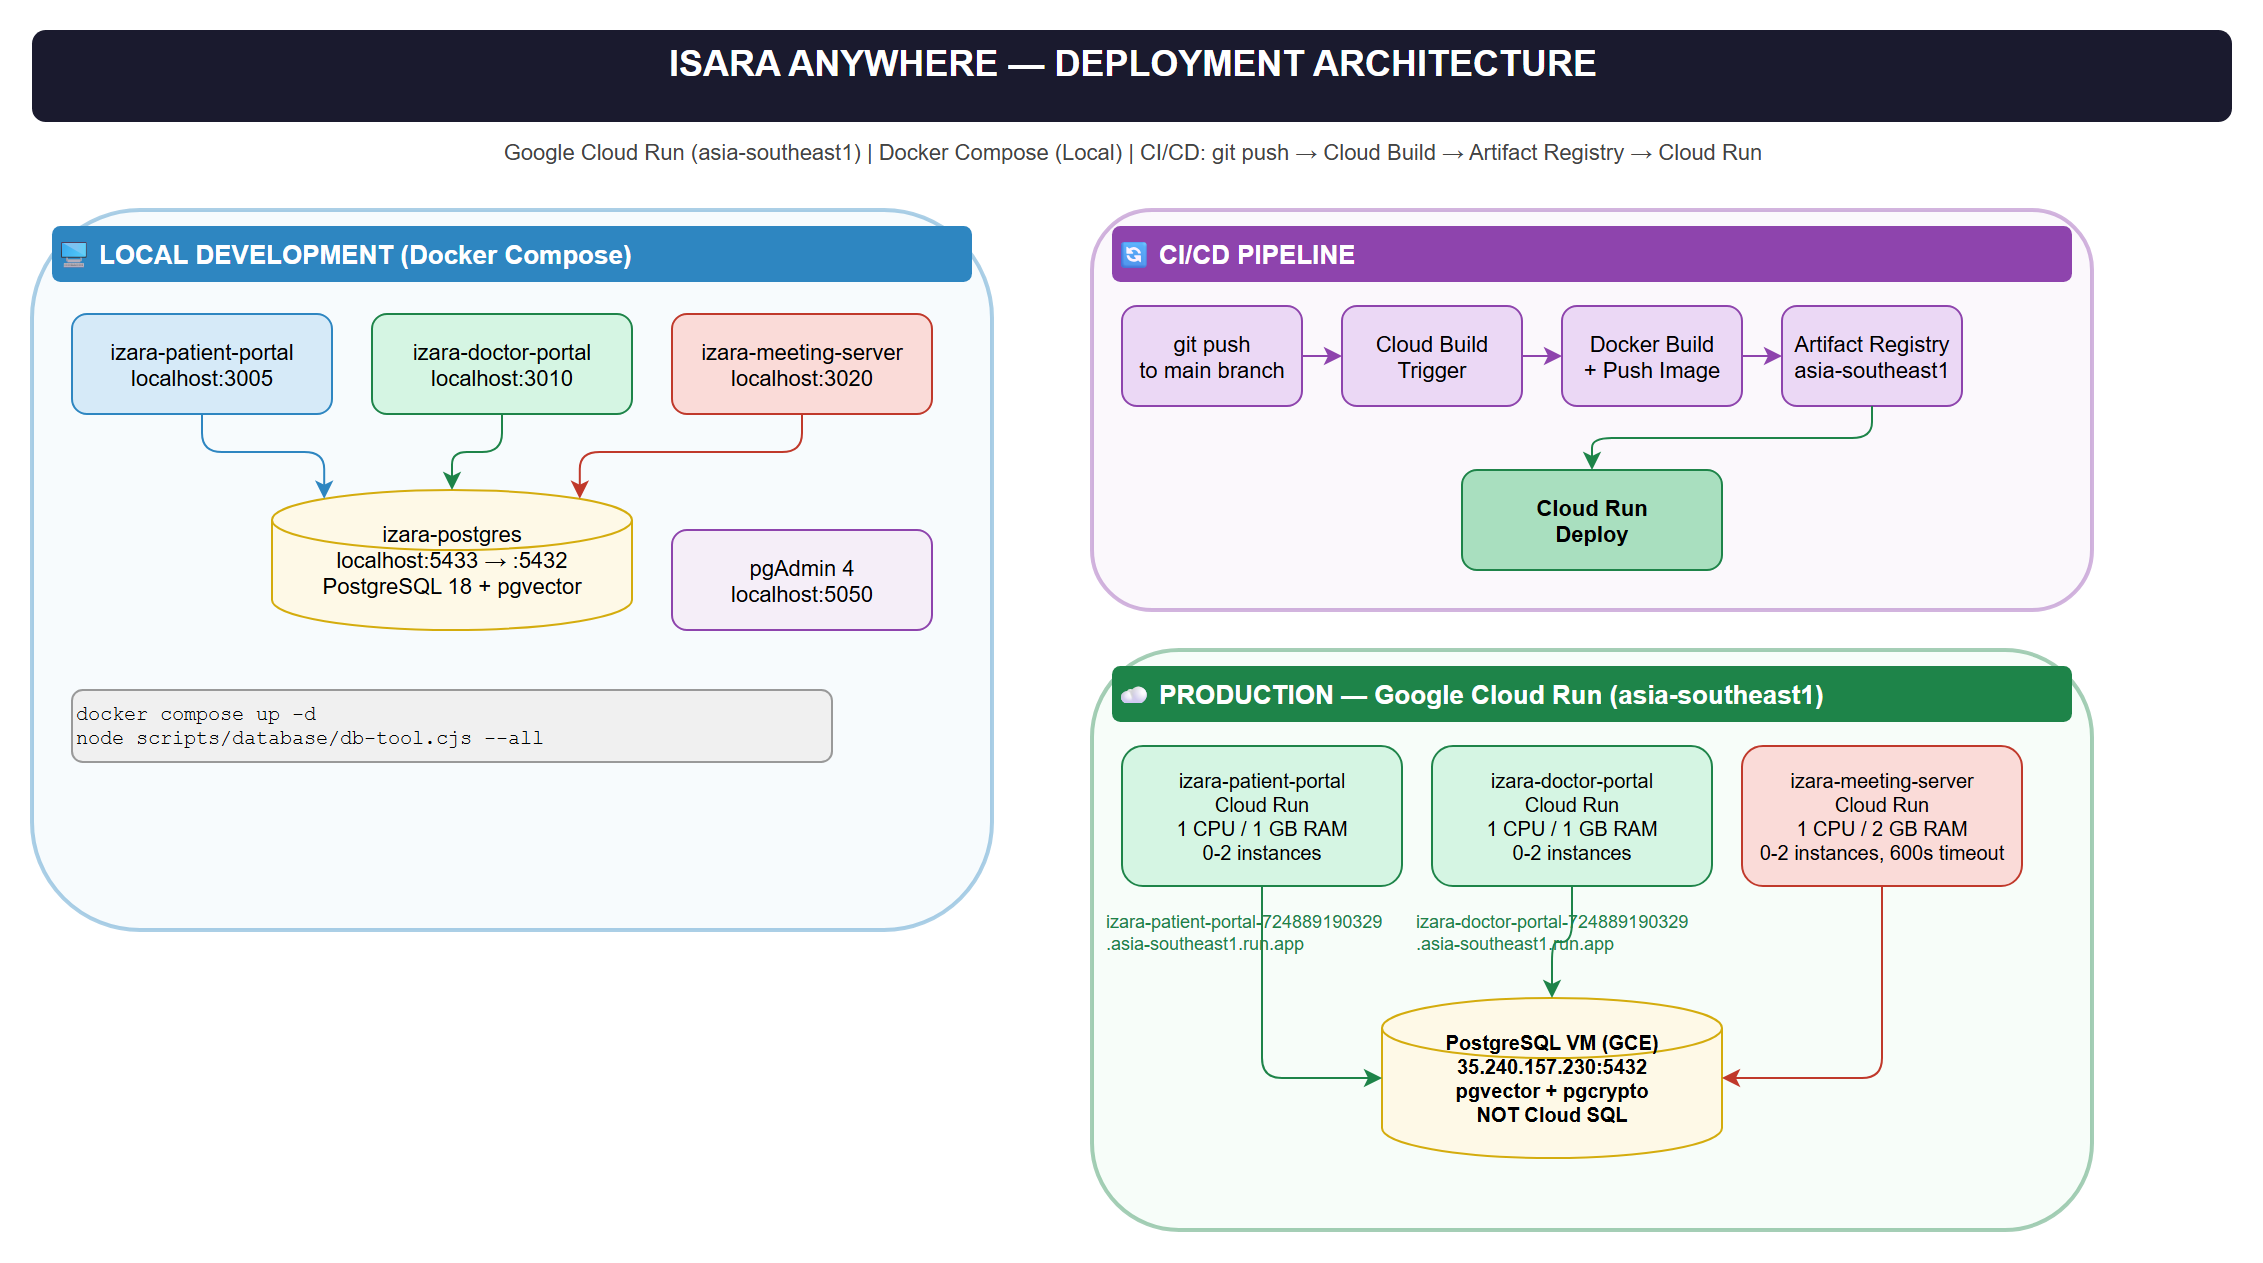 ISARA ANYWHERE — DEPLOYMENT ARCHITECTURE
Google Cloud Run (asia-southeast1) | Docker Compose (Local) | CI/CD: git push → Cloud Build → Artifact Registry → Cloud Run
LOCAL DEVELOPMENT (Docker Compose)
izara-patient-portal
localhost:3005
izara-doctor-portal
localhost:3010
izara-meeting-server
localhost:3020
izara-postgres
localhost:5433 → :5432
PostgreSQL 18 + pgvector
pgAdmin 4
localhost:5050
docker compose up -d
node scripts/database/db-tool.cjs --all
CI/CD PIPELINE
git push
to main branch
Cloud Build
Trigger
Docker Build
+ Push Image
Artifact Registry
asia-southeast1
Cloud Run
Deploy
PRODUCTION — Google Cloud Run (asia-southeast1)
izara-patient-portal
Cloud Run
1 CPU / 1 GB RAM
0-2 instances
izara-doctor-portal
Cloud Run
1 CPU / 1 GB RAM
0-2 instances
izara-meeting-server
Cloud Run
1 CPU / 2 GB RAM
0-2 instances, 600s timeout
izara-patient-portal-724889190329
.asia-southeast1.run.app
izara-doctor-portal-724889190329
.asia-southeast1.run.app
PostgreSQL VM (GCE)
35.240.157.230:5432
pgvector + pgcrypto
NOT Cloud SQL